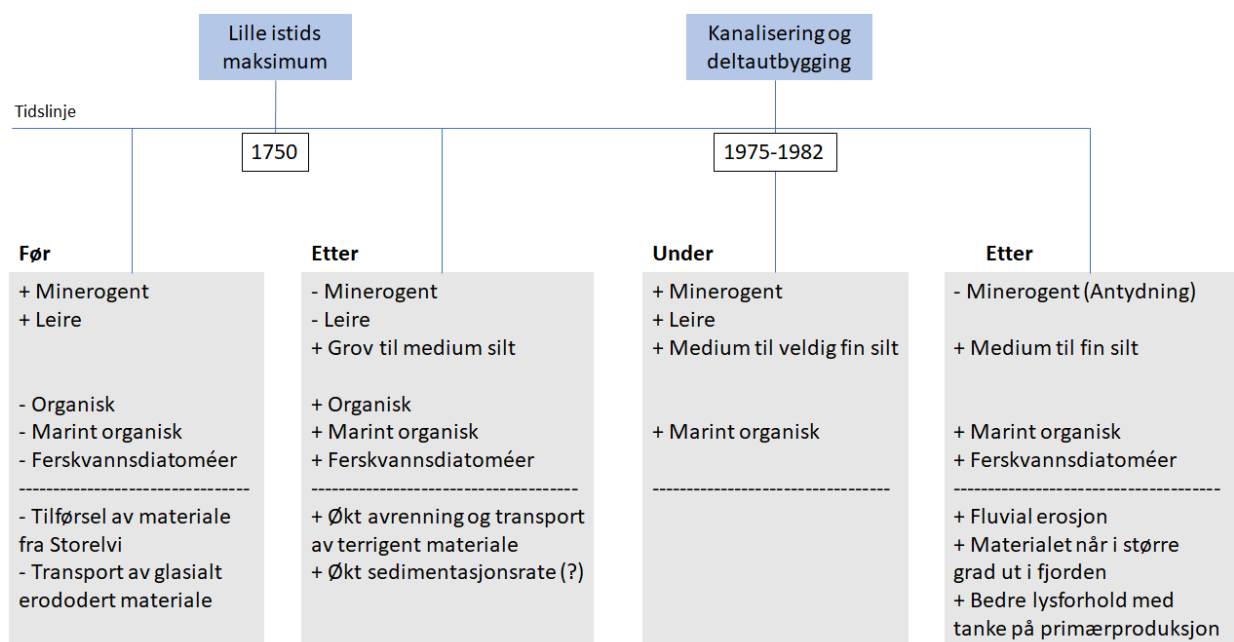 Lille istids
maksimum
Kanalisering og
deltautbygging
Tidslinje
1750
1975-1982
Før
+ Minerogent
+ Leire
- Organisk
- Marint organisk
- Ferskvannsdiatoméer
----------------------------------
- Tilførsel av materiale
fra Storelvi
- Transport av glasialt
erododert materiale
Etter
- Minerogent
- Leire
+ Grov til medium silt
+ Organisk
+ Marint organisk
+ Ferskvannsdiatoméer
---------------------------------------
+ Økt avrenning og transport
av terrigent materiale
+ Økt sedimentasjonsrate (?)
Under
+ Minerogent
+ Leire
+ Medium til veldig fin silt
+ Marint organisk
-----------------------------------
Etter
- Minerogent (Antydning)
+ Medium til fin silt
+ Marint organisk
+ Ferskvannsdiatoméer
---------------------------------------
+ Fluvial erosjon
+ Materialet når i større
grad ut i fjorden
+ Bedre lysforhold med
tanke på primærproduksjon